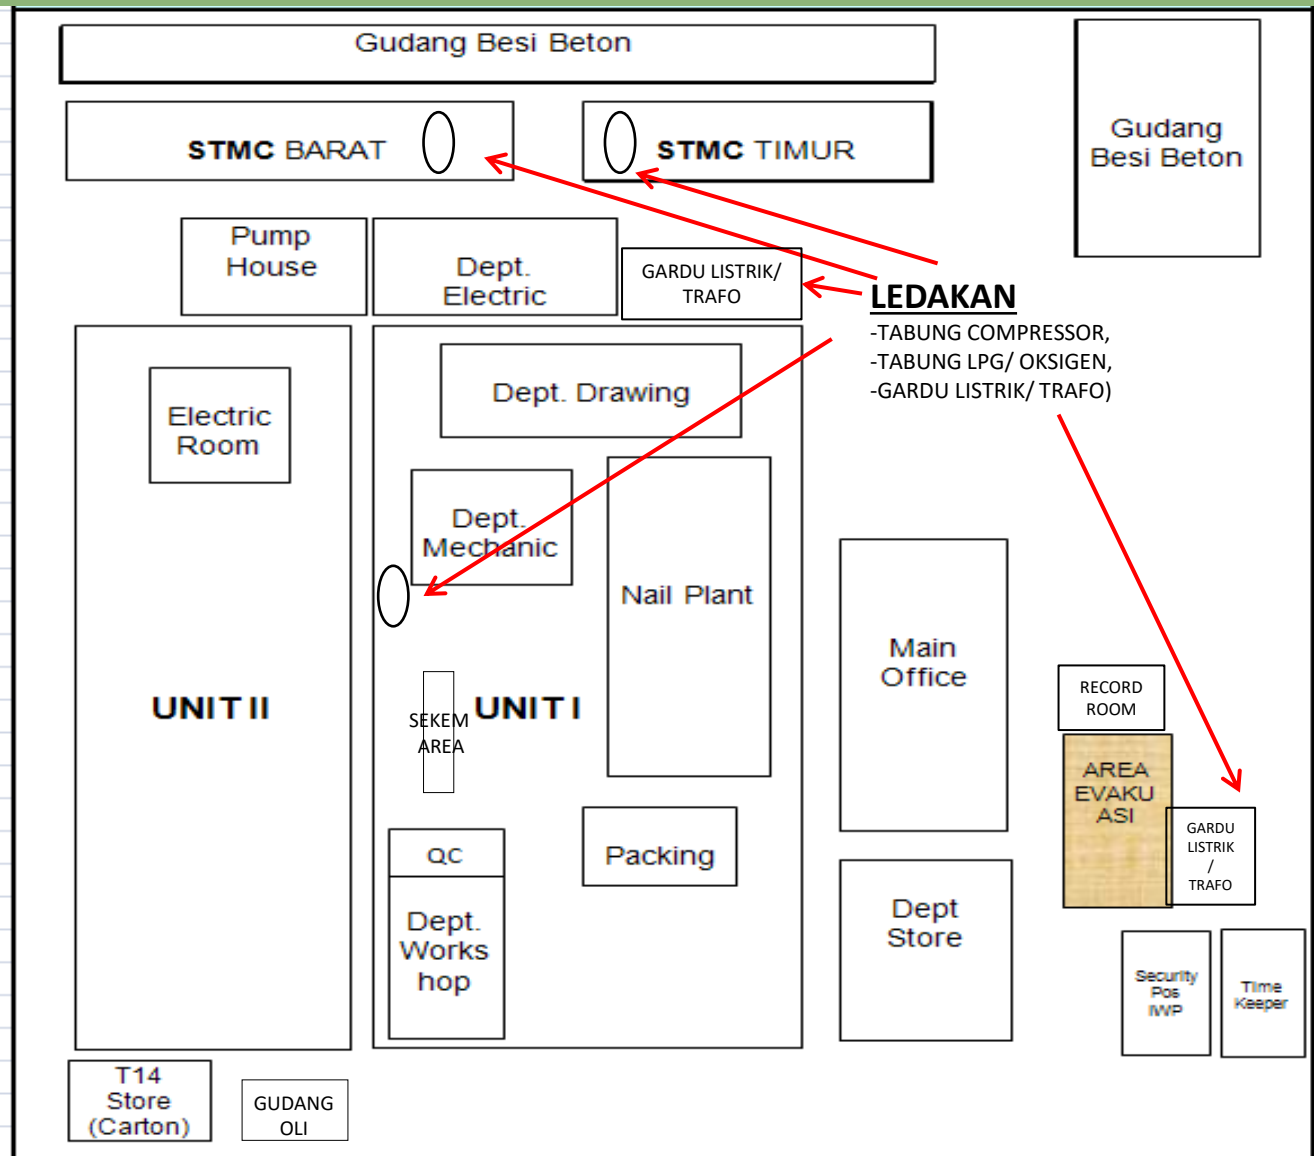 Gudang Besi Beton
STMC BARAT
STMC TIMUR
Gudang
Besi Beton
Pump
House
Dept.
Electric
GARDU LISTRIK/
TRAFO
LEDAKAN
-TABUNG COMPRESSOR,
-TABUNG LPG/ OKSIGEN,
-GARDU LISTRIK/ TRAFO)
Electric
Room
Dept. Drawing
Dept.
Mechanic
Nail Plant
Main
Office
RECORD
ROOM
UNIT II
SEKEM
AREA
UNIT I
AREA
EVAKU
ASI
GARDU
LISTRIK
/
TRAFO
QC
Packing
Dept.
Works
hop
Dept
Store
Security
Pos
IWP
Time
Keeper
T14
Store
(Carton)
GUDANG
OLI